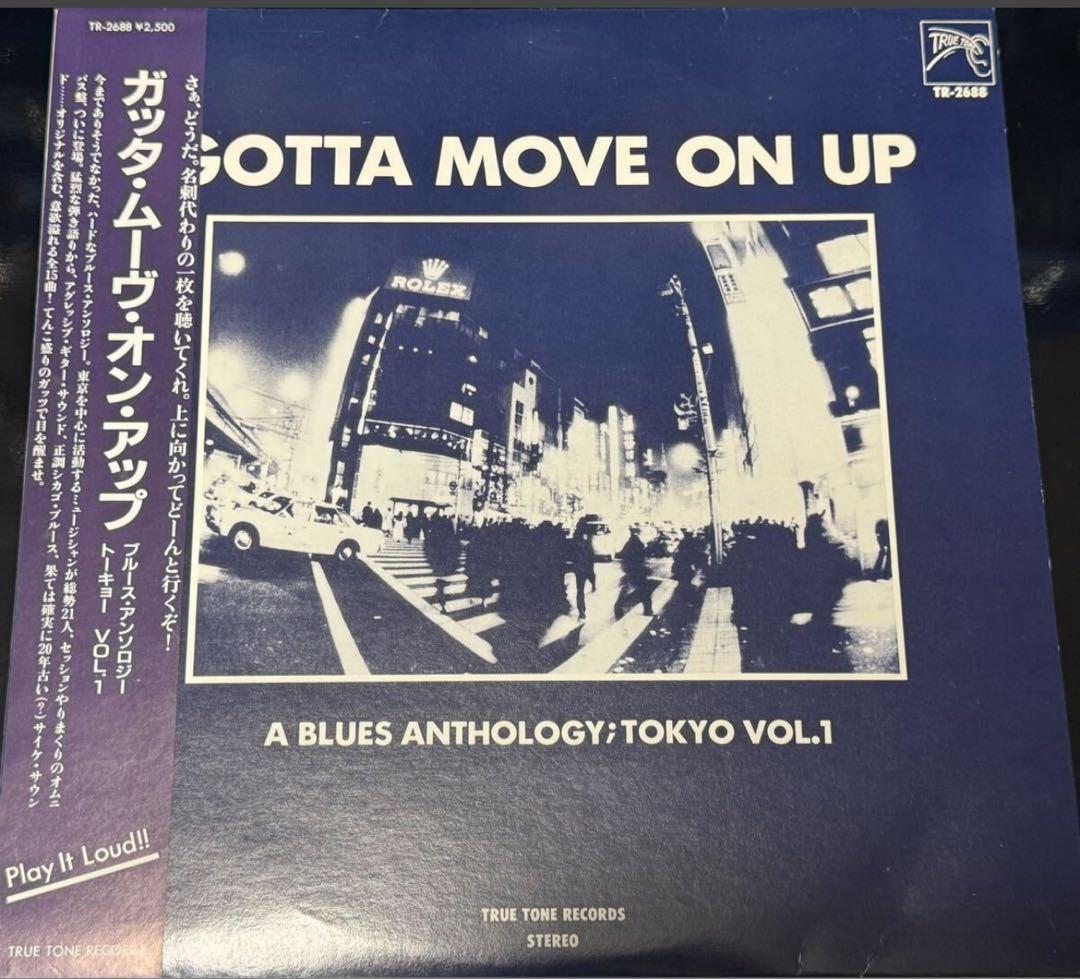 TR-2688 ¥2,500
さぁ、どうだ。名刺代わりの一枚を聴いてくれ。上に向かってどーんと行くぞ!
ガッタ・ムーヴ・オン・アップ
ブルース・アンソロジー
トーキョー VOL.1
今までありそうでなかった、ハードなブルース・アンソロジー。東京を中心に活動するミュージシャンが総勢21人、セッションやりまくりのオムニ
バス盤、ついに登場。猛烈な弾き語りから、アグレッシブ・ギター・サウンド、正調シカゴ・ブルース、果ては確実に20年古い(?)サイケ・サウン
ド……オリジナルを含む、意欲溢れる全15曲!てんこ盛りのガッツで目を醒ませ。
Play It Loud!!
TRUE TONE RECORDS
TRUE TONE
TR-2688
GOTTA MOVE ON UP
ROLEX
A BLUES ANTHOLOGY; TOKYO VOL.1
TRUE TONE RECORDS
STEREO